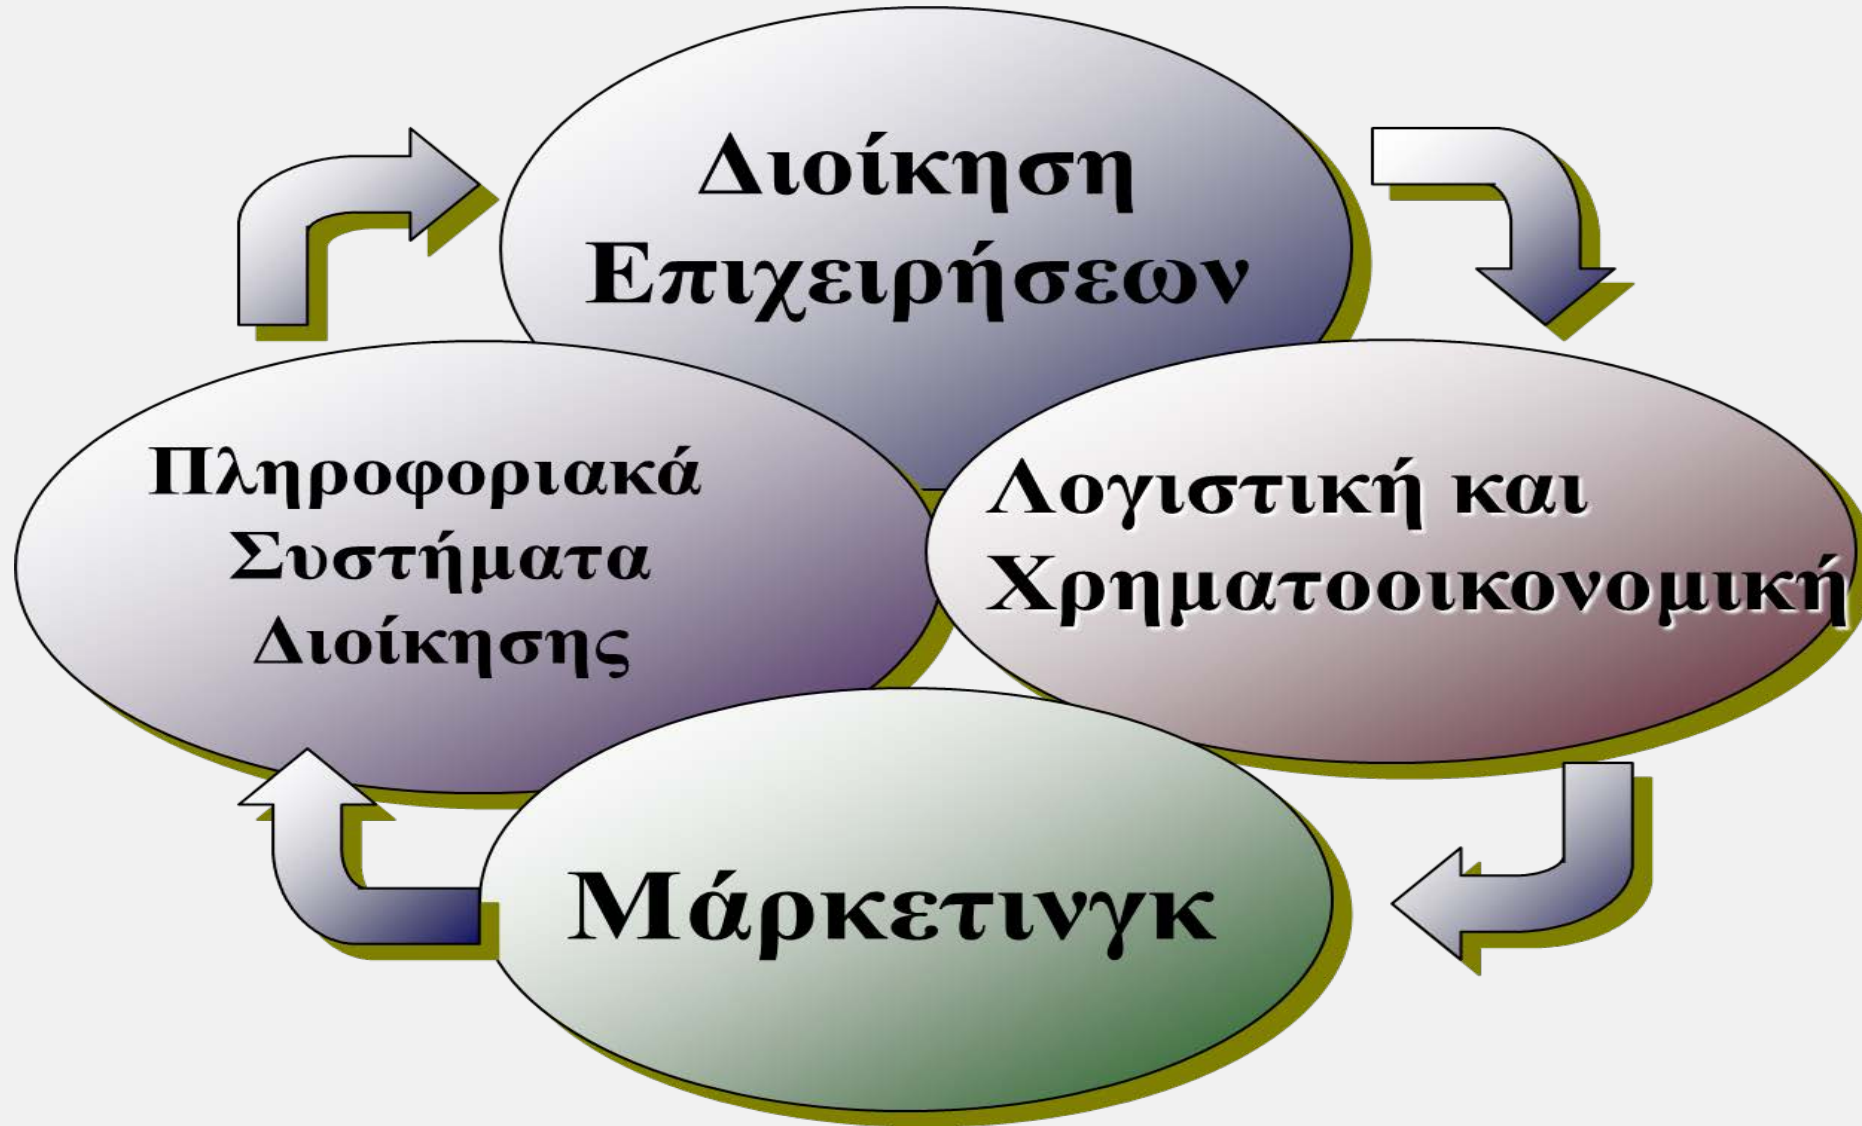 Διοίκηση
Επιχειρήσεων
Πληροφοριακά
Συστήματα
Διοίκησης
Λογιστική και
Χρηματοοικονομική
Μάρκετινγκ